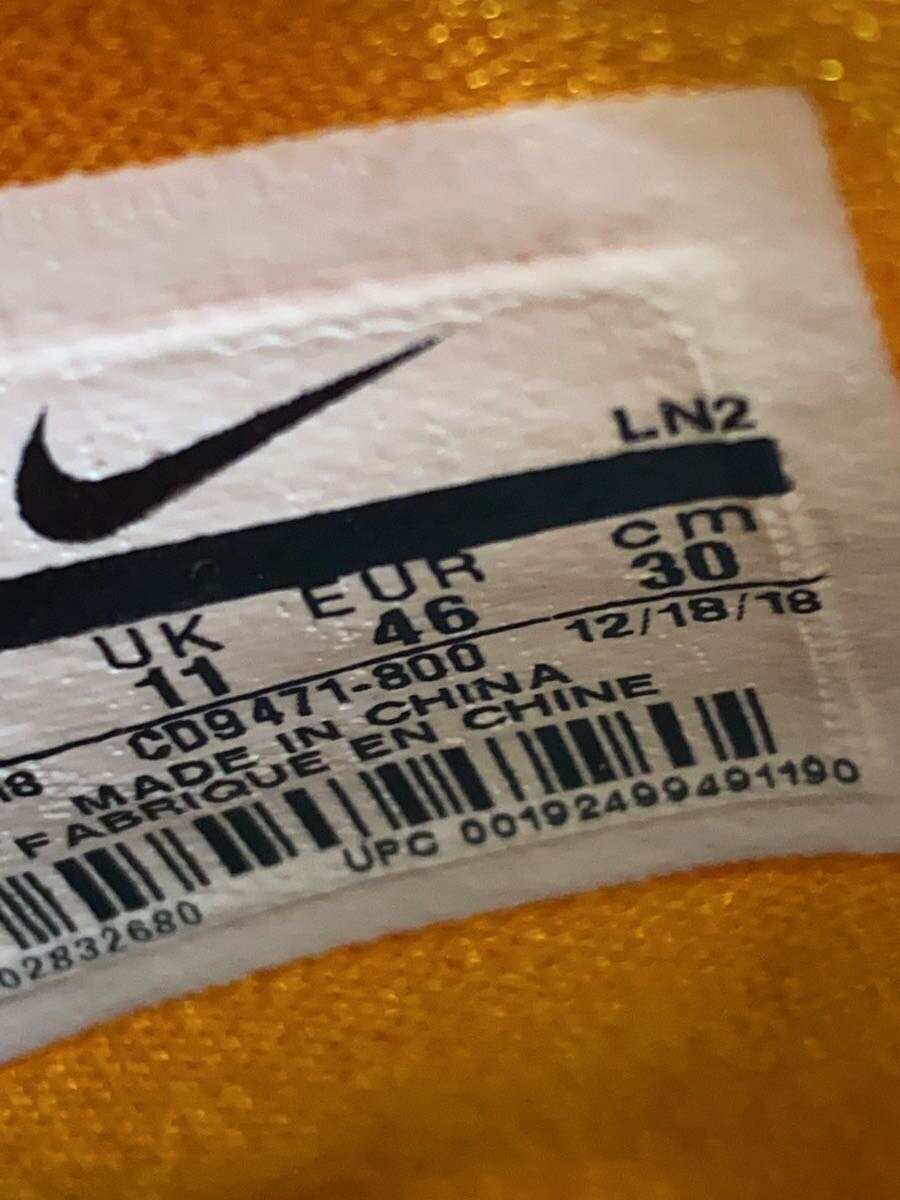 LN2
UK EUR cm
11 46 30
18 CD9471-800 12/18/18
MADE IN CHINA
FABRIQUE EN CHINE
UPC 00192499491190
02832680